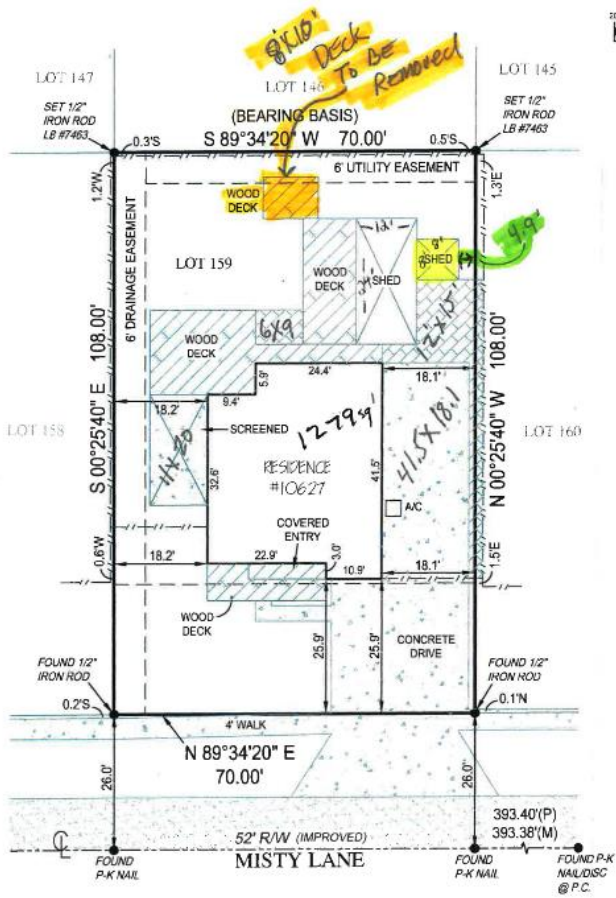 8'X10'
DECK
TO BE
REMOVED
LOT 147
LOT 146
LOT 145
SET 1/2"
IRON ROD
LB #7463
(BEARING BASIS)
SET 1/2"
IRON ROD
LB #7463
0.3'S
S 89°34'20" W 70.00'
0.5'S
1.2'W
6' UTILITY EASEMENT
1.3'E
WOOD
DECK
4.9'
6' DRAINAGE EASEMENT
LOT 159
12'
8'
8'
SHED
WOOD
DECK
24'
SHED
12'X15'
S 00°25'40" E 108.00'
WOOD
DECK
6X9
N 00°25'40" W 108.00'
5.9'
24.4'
18.1'
18.2'
9.4'
LOT 158
SCREENED
1279 sq'
41.5X18.1
LOT 160
11'X20'
RESIDENCE
#10627
32.6'
41.5'
A/C
COVERED
ENTRY
0.6'W
18.2'
22.9'
3.0'
10.9'
18.1'
1.5'E
WOOD
DECK
25.9'
25.9'
CONCRETE
DRIVE
FOUND 1/2"
IRON ROD
FOUND 1/2"
IRON ROD
0.2'S
4' WALK
0.1'N
N 89°34'20" E
70.00'
26.0'
26.0'
393.40'(P)
393.38'(M)
52' R/W (IMPROVED)
MISTY LANE
FOUND
P-K NAIL
FOUND
P-K NAIL
FOUND P-K
NAIL/DISC
@ P.C.